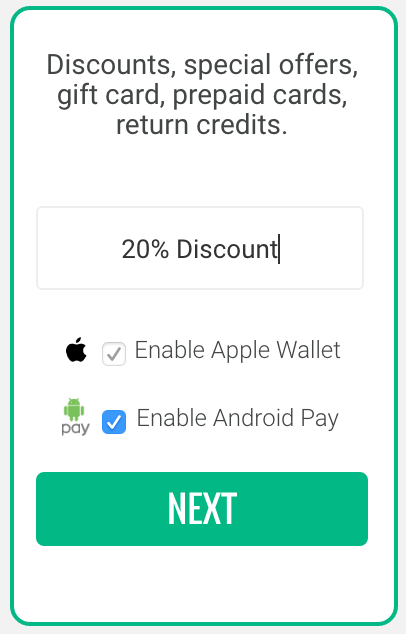 Discounts, special offers,
gift card, prepaid cards,
return credits.
20% Discount
Enable Apple Wallet
pay
Enable Android Pay
NEXT